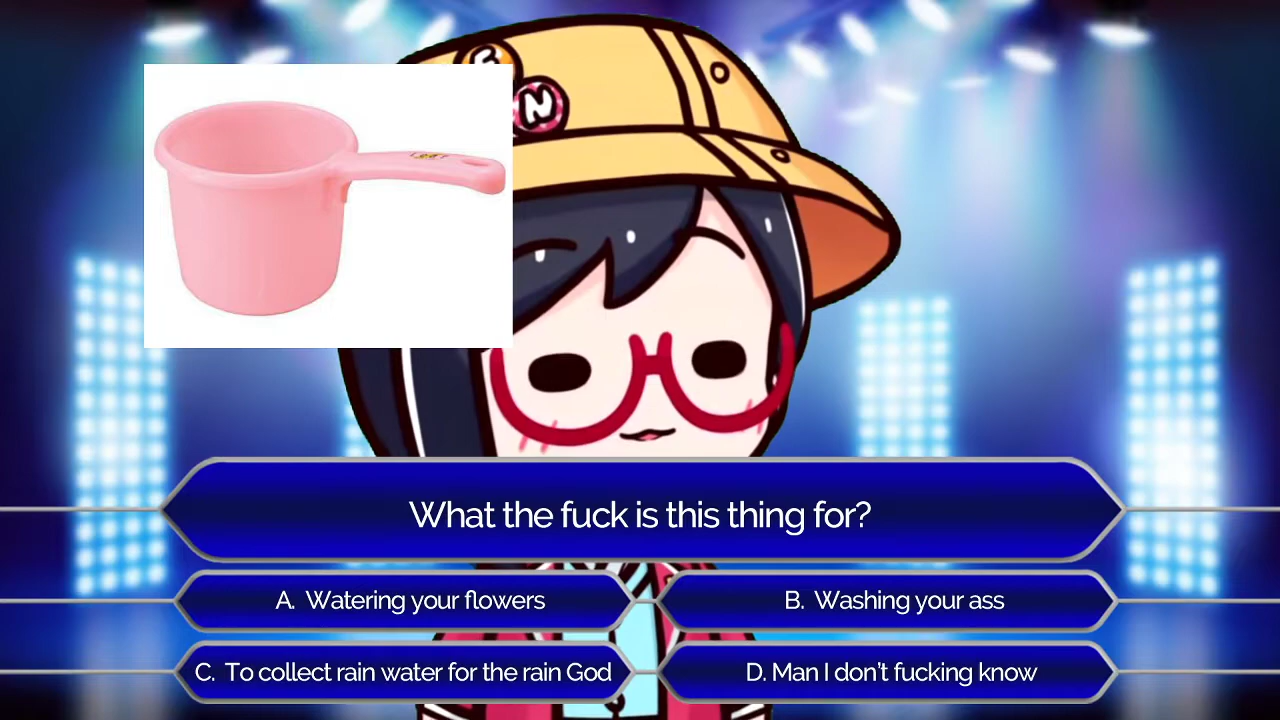 N
What the fuck is this thing for?
A. Watering your flowers
B. Washing your ass
C. To collect rain water for the rain God
D. Man I don't fucking know